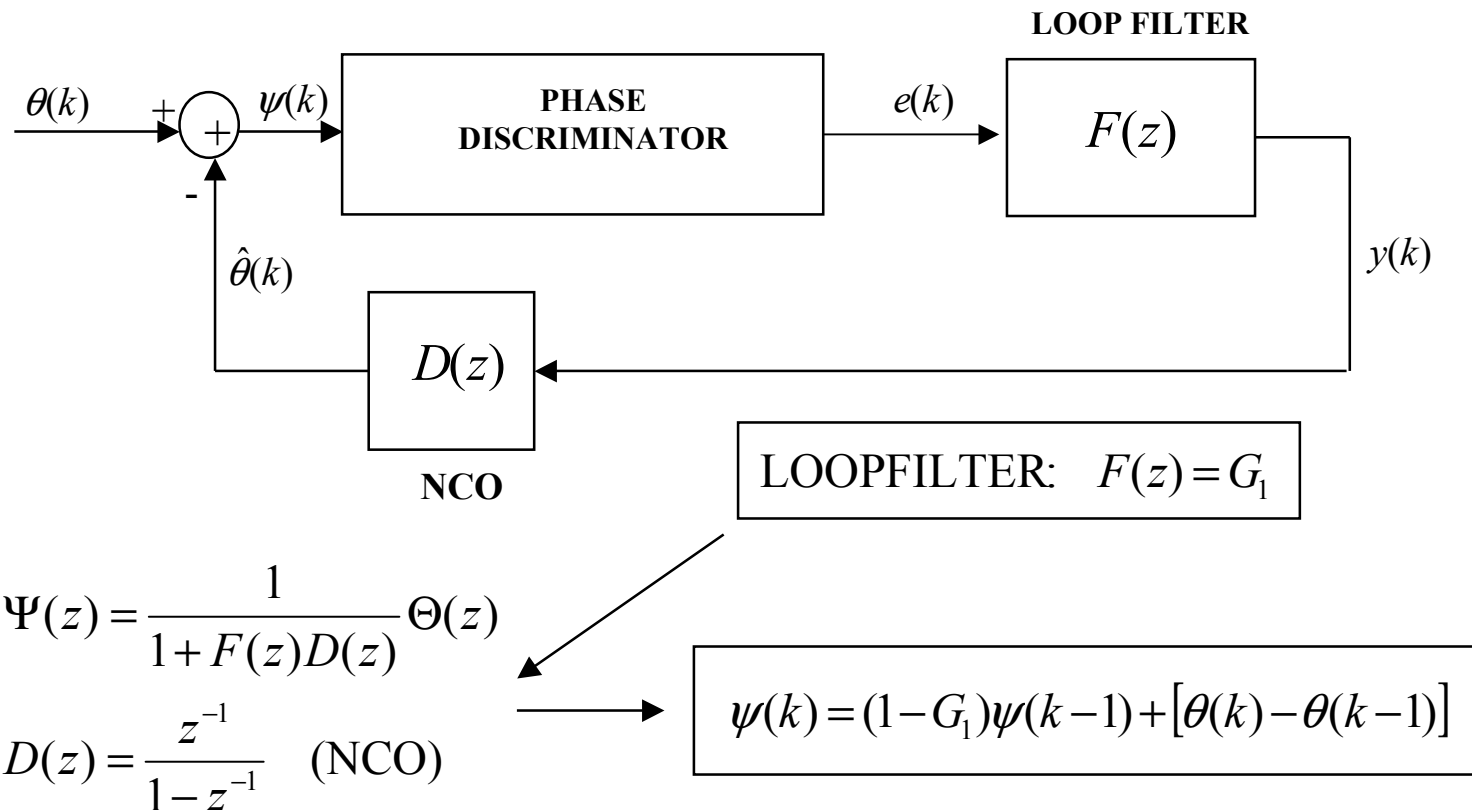 LOOP FILTER
θ(k)
+
+
ψ(k)
PHASE
DISCRIMINATOR
e(k)
F(z)
-
θ̂(k)
y(k)
D(z)
NCO
LOOPFILTER: F(z) = G₁
Ψ(z) = 1 / (1 + F(z)D(z)) Θ(z)
ψ(k) = (1 − G₁)ψ(k−1) + [θ(k) − θ(k−1)]
D(z) = z⁻¹ / (1 − z⁻¹) (NCO)